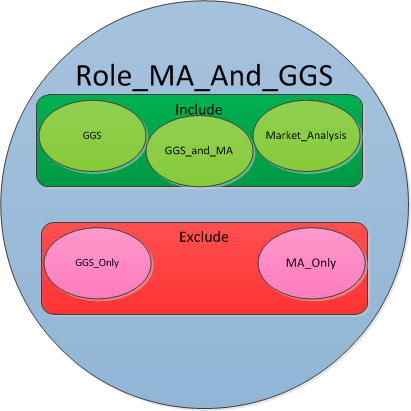 Role_MA_And_GGS
Include
GGS
GGS_and_MA
Market_Analysis
Exclude
GGS_Only
MA_Only